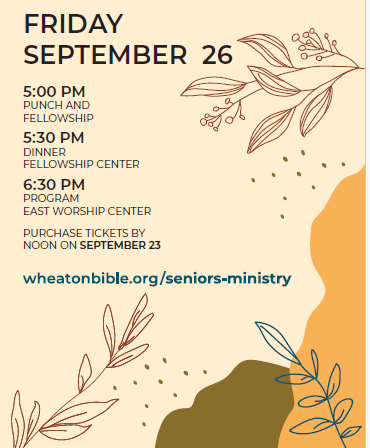 FRIDAY
SEPTEMBER 26
5:00 PM
PUNCH AND
FELLOWSHIP
5:30 PM
DINNER
FELLOWSHIP CENTER
6:30 PM
PROGRAM
EAST WORSHIP CENTER
PURCHASE TICKETS BY
NOON ON SEPTEMBER 23
wheatonbible.org/seniors-ministry